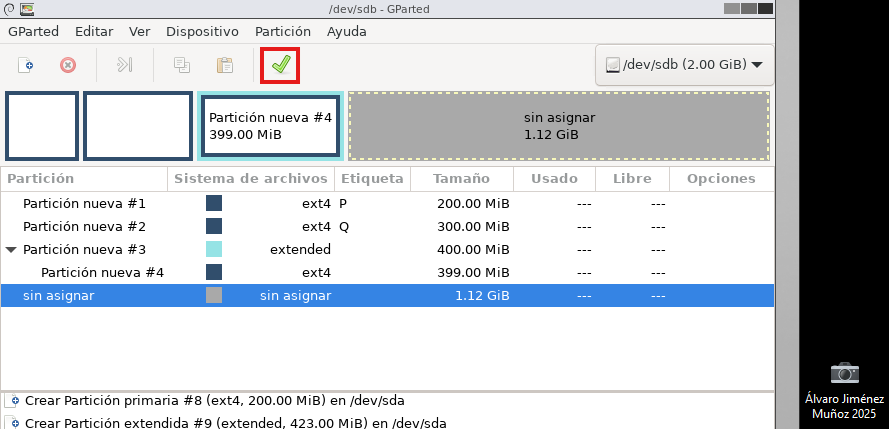 /dev/sdb - GParted
GParted Editar Ver Dispositivo Partición Ayuda
/dev/sdb (2.00 GiB)
Partición nueva #4
399.00 MiB
sin asignar
1.12 GiB
Partición Sistema de archivos Etiqueta Tamaño Usado Libre Opciones
Partición nueva #1 ext4 P 200.00 MiB --- ---
Partición nueva #2 ext4 Q 300.00 MiB --- ---
Partición nueva #3 extended 400.00 MiB --- ---
Partición nueva #4 ext4 399.00 MiB --- ---
sin asignar sin asignar 1.12 GiB --- ---
Crear Partición primaria #8 (ext4, 200.00 MiB) en /dev/sda
Crear Partición extendida #9 (extended, 423.00 MiB) en /dev/sda
Álvaro Jiménez
Muñoz 2025